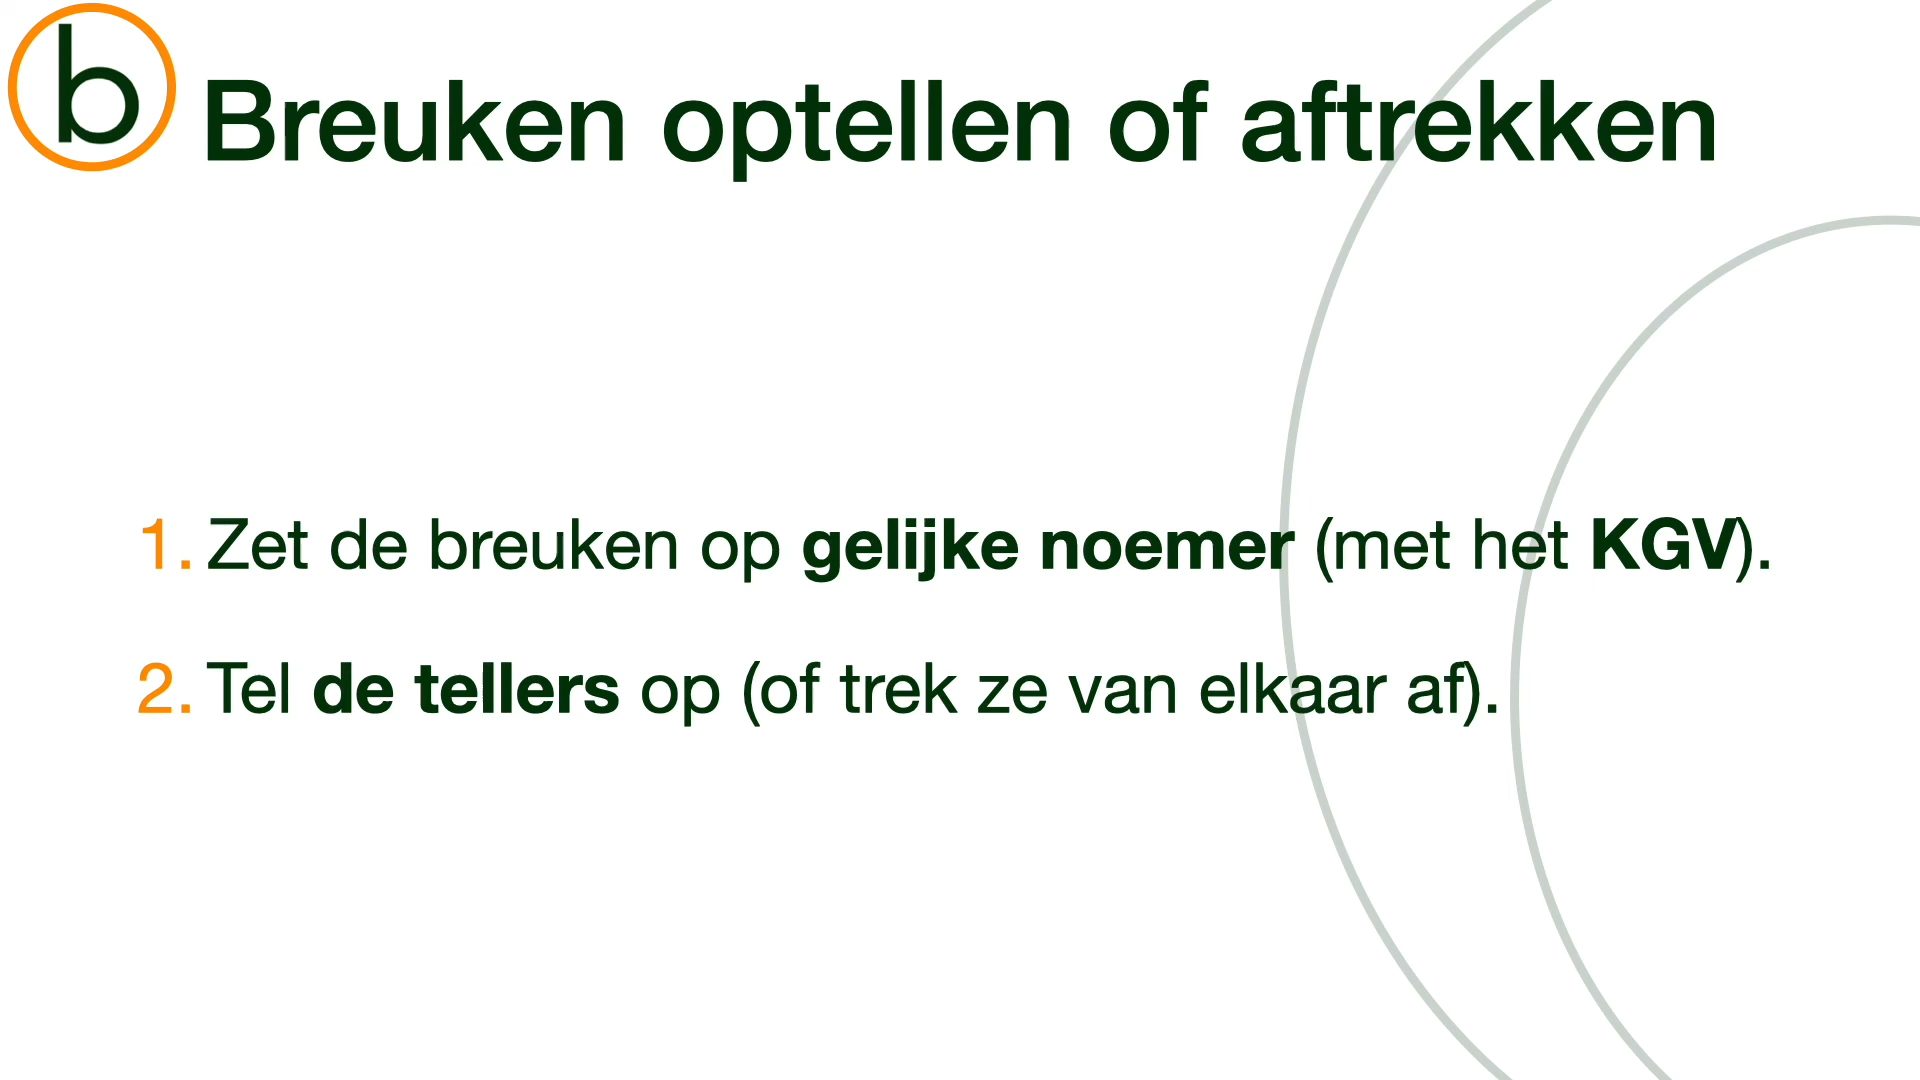 b
Breuken optellen of aftrekken
1. Zet de breuken op gelijke noemer (met het KGV).
2. Tel de tellers op (of trek ze van elkaar af).